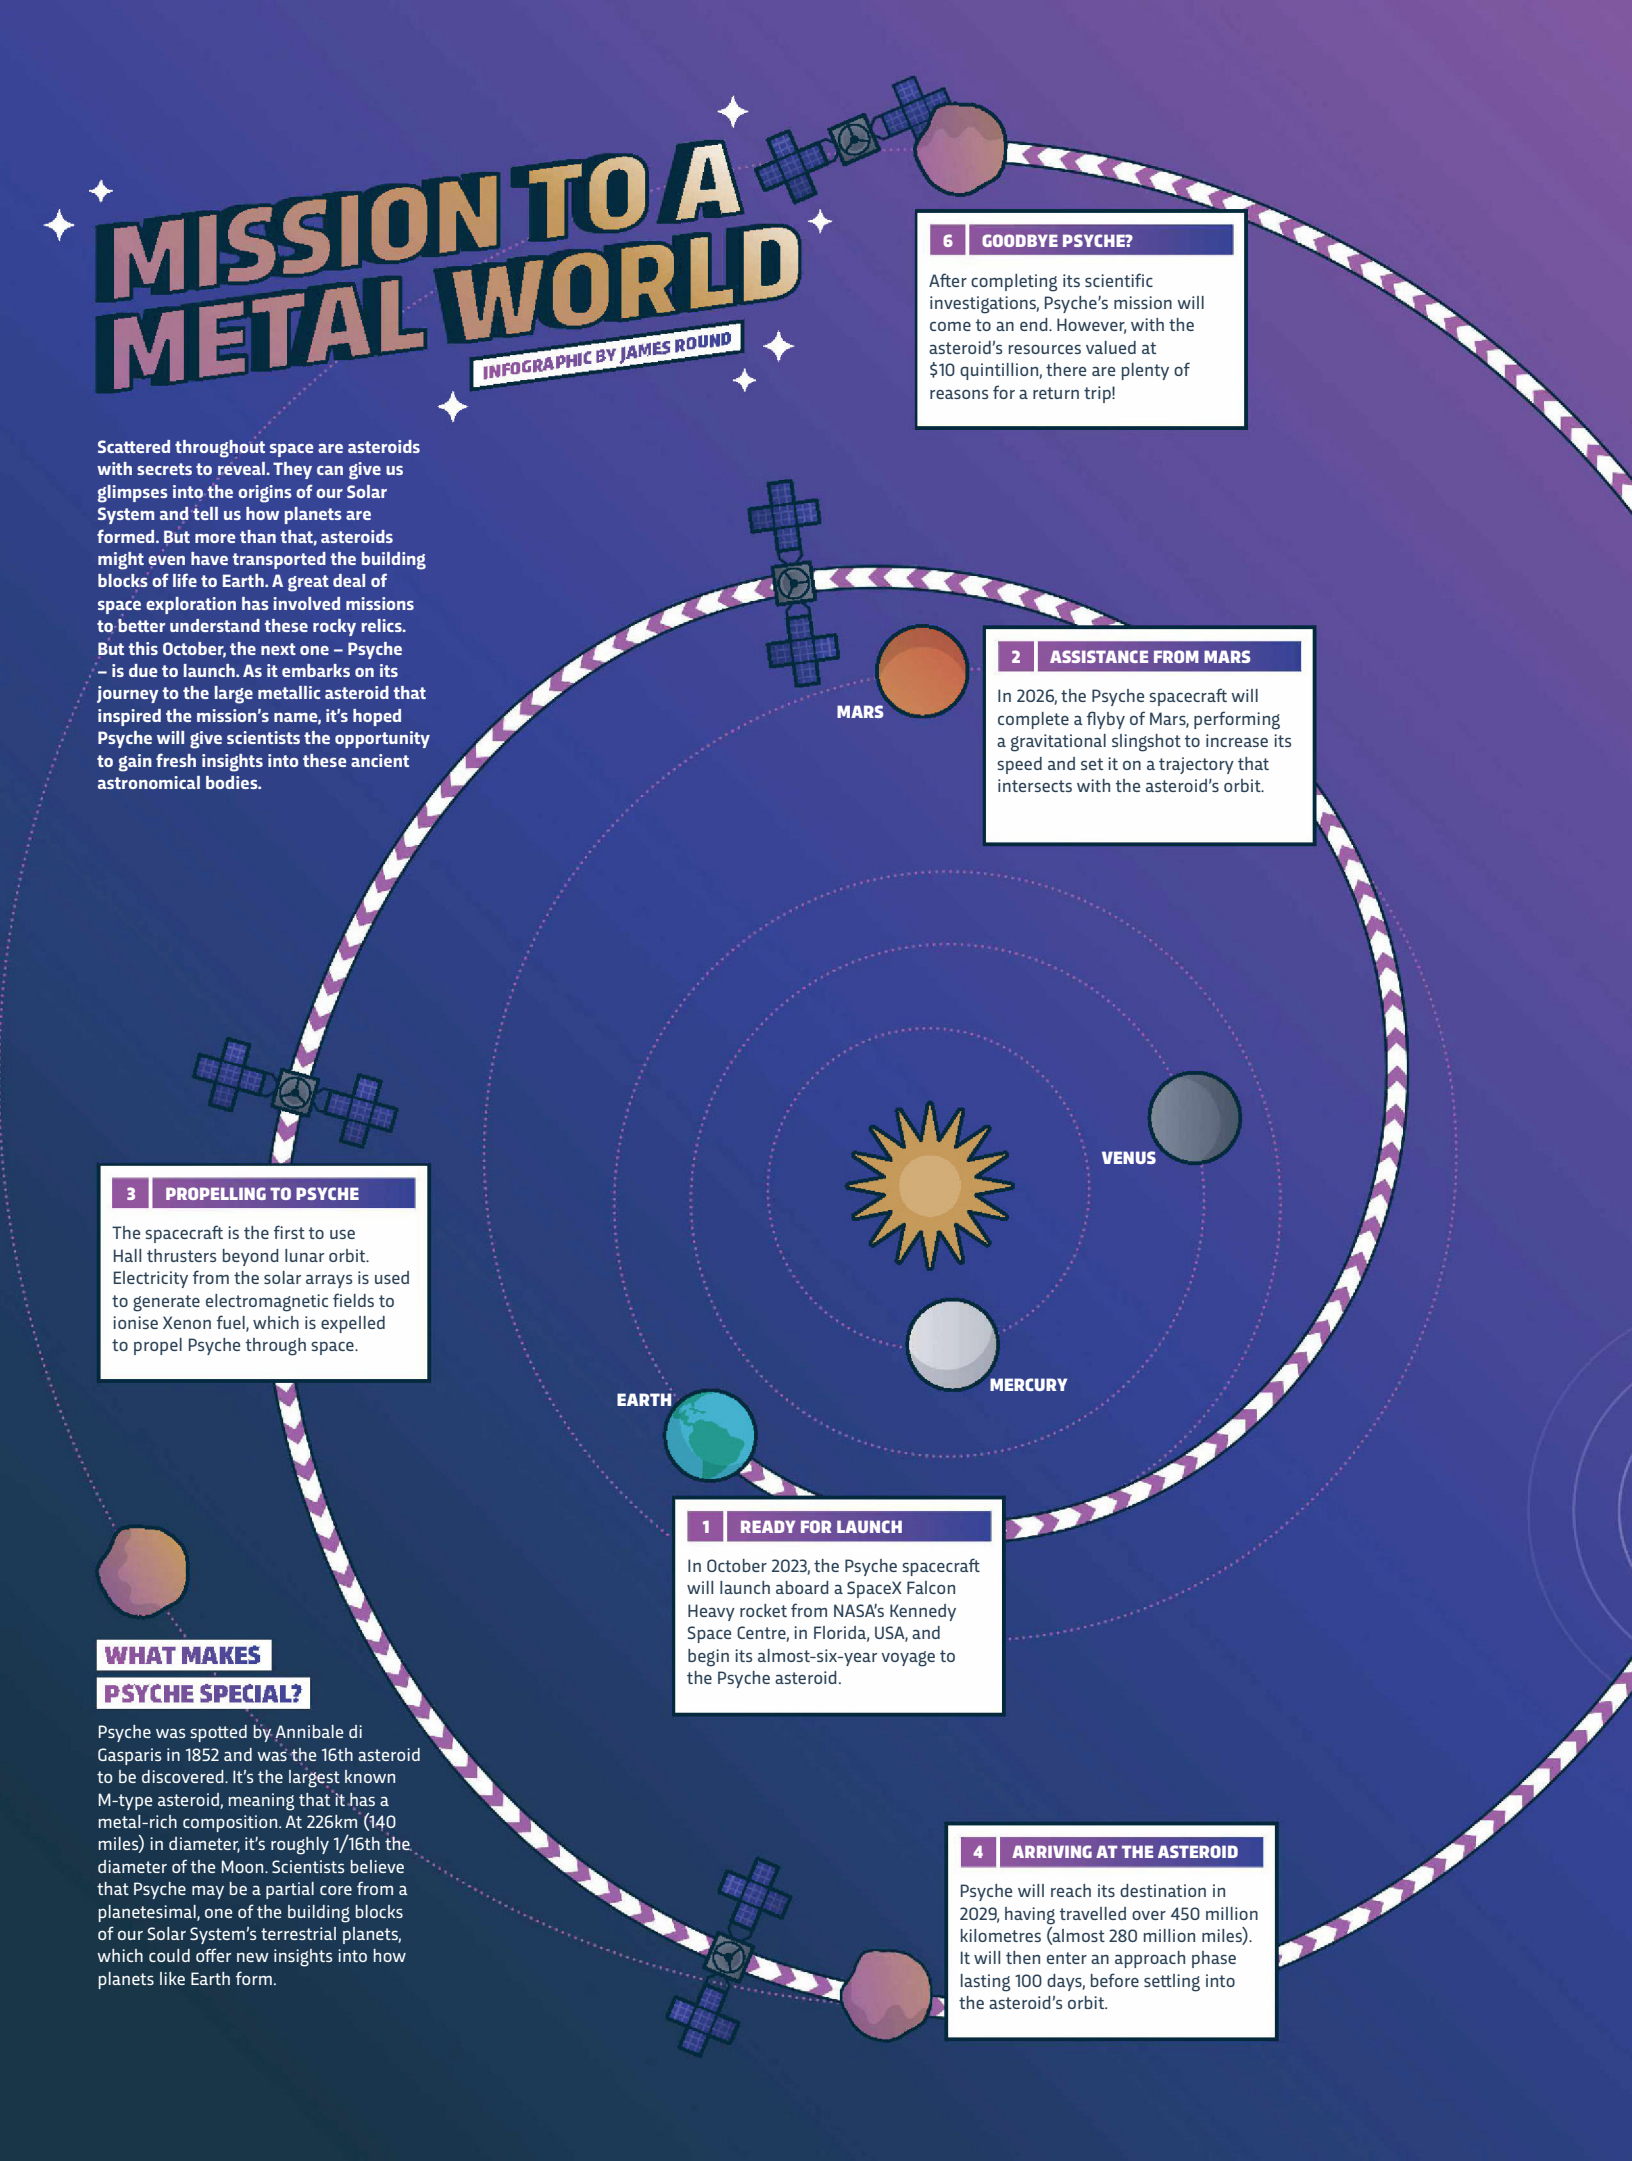 MISSION TO A
METAL WORLD
INFOGRAPHIC BY JAMES ROUND
Scattered throughout space are asteroids
with secrets to reveal. They can give us
glimpses into the origins of our Solar
System and tell us how planets are
formed. But more than that, asteroids
might even have transported the building
blocks of life to Earth. A great deal of
space exploration has involved missions
to better understand these rocky relics.
But this October, the next one – Psyche
– is due to launch. As it embarks on its
journey to the large metallic asteroid that
inspired the mission's name, it's hoped
Psyche will give scientists the opportunity
to gain fresh insights into these ancient
astronomical bodies.
6 GOODBYE PSYCHE?
After completing its scientific
investigations, Psyche's mission will
come to an end. However, with the
asteroid's resources valued at
$10 quintillion, there are plenty of
reasons for a return trip!
MARS
2 ASSISTANCE FROM MARS
In 2026, the Psyche spacecraft will
complete a flyby of Mars, performing
a gravitational slingshot to increase its
speed and set it on a trajectory that
intersects with the asteroid's orbit.
VENUS
3 PROPELLING TO PSYCHE
The spacecraft is the first to use
Hall thrusters beyond lunar orbit.
Electricity from the solar arrays is used
to generate electromagnetic fields to
ionise Xenon fuel, which is expelled
to propel Psyche through space.
MERCURY
EARTH
1 READY FOR LAUNCH
In October 2023, the Psyche spacecraft
will launch aboard a SpaceX Falcon
Heavy rocket from NASA's Kennedy
Space Centre, in Florida, USA, and
begin its almost-six-year voyage to
the Psyche asteroid.
WHAT MAKES
PSYCHE SPECIAL?
Psyche was spotted by Annibale di
Gasparis in 1852 and was the 16th asteroid
to be discovered. It's the largest known
M-type asteroid, meaning that it has a
metal-rich composition. At 226km (140
miles) in diameter, it's roughly 1/16th the
diameter of the Moon. Scientists believe
that Psyche may be a partial core from a
planetesimal, one of the building blocks
of our Solar System's terrestrial planets,
which could offer new insights into how
planets like Earth form.
4 ARRIVING AT THE ASTEROID
Psyche will reach its destination in
2029, having travelled over 450 million
kilometres (almost 280 million miles).
It will then enter an approach phase
lasting 100 days, before settling into
the asteroid's orbit.